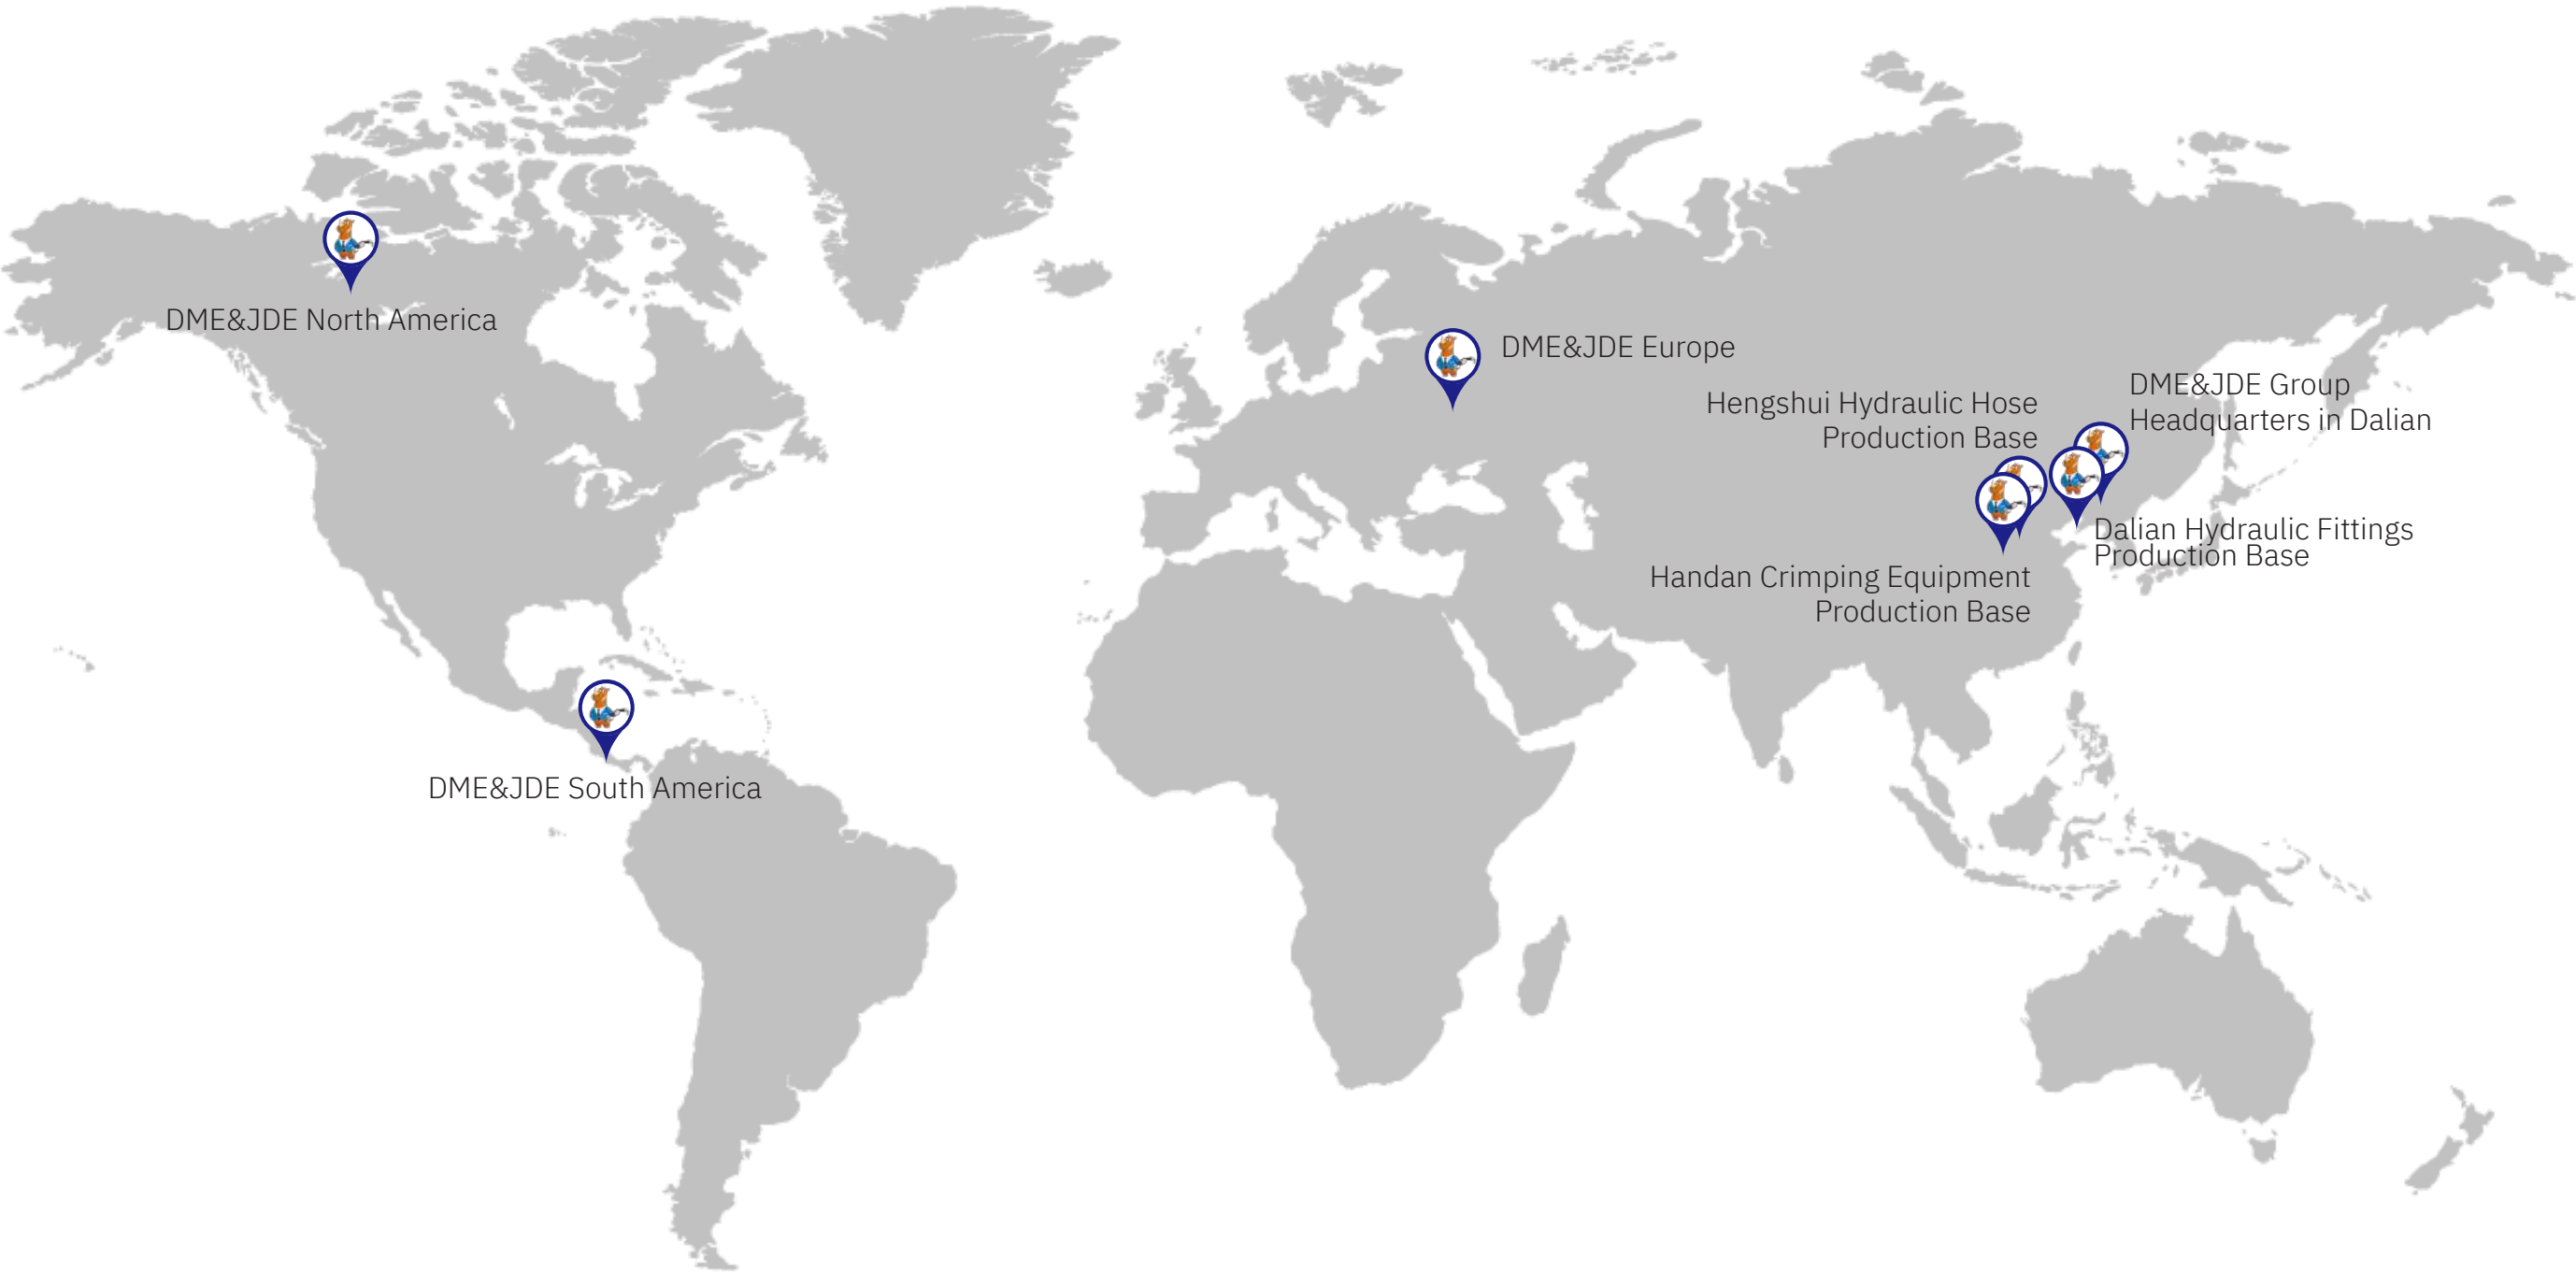 DME&JDE North America
DME&JDE Europe
DME&JDE Group
Headquarters in Dalian
Hengshui Hydraulic Hose
Production Base
Dalian Hydraulic Fittings
Production Base
Handan Crimping Equipment
Production Base
DME&JDE South America